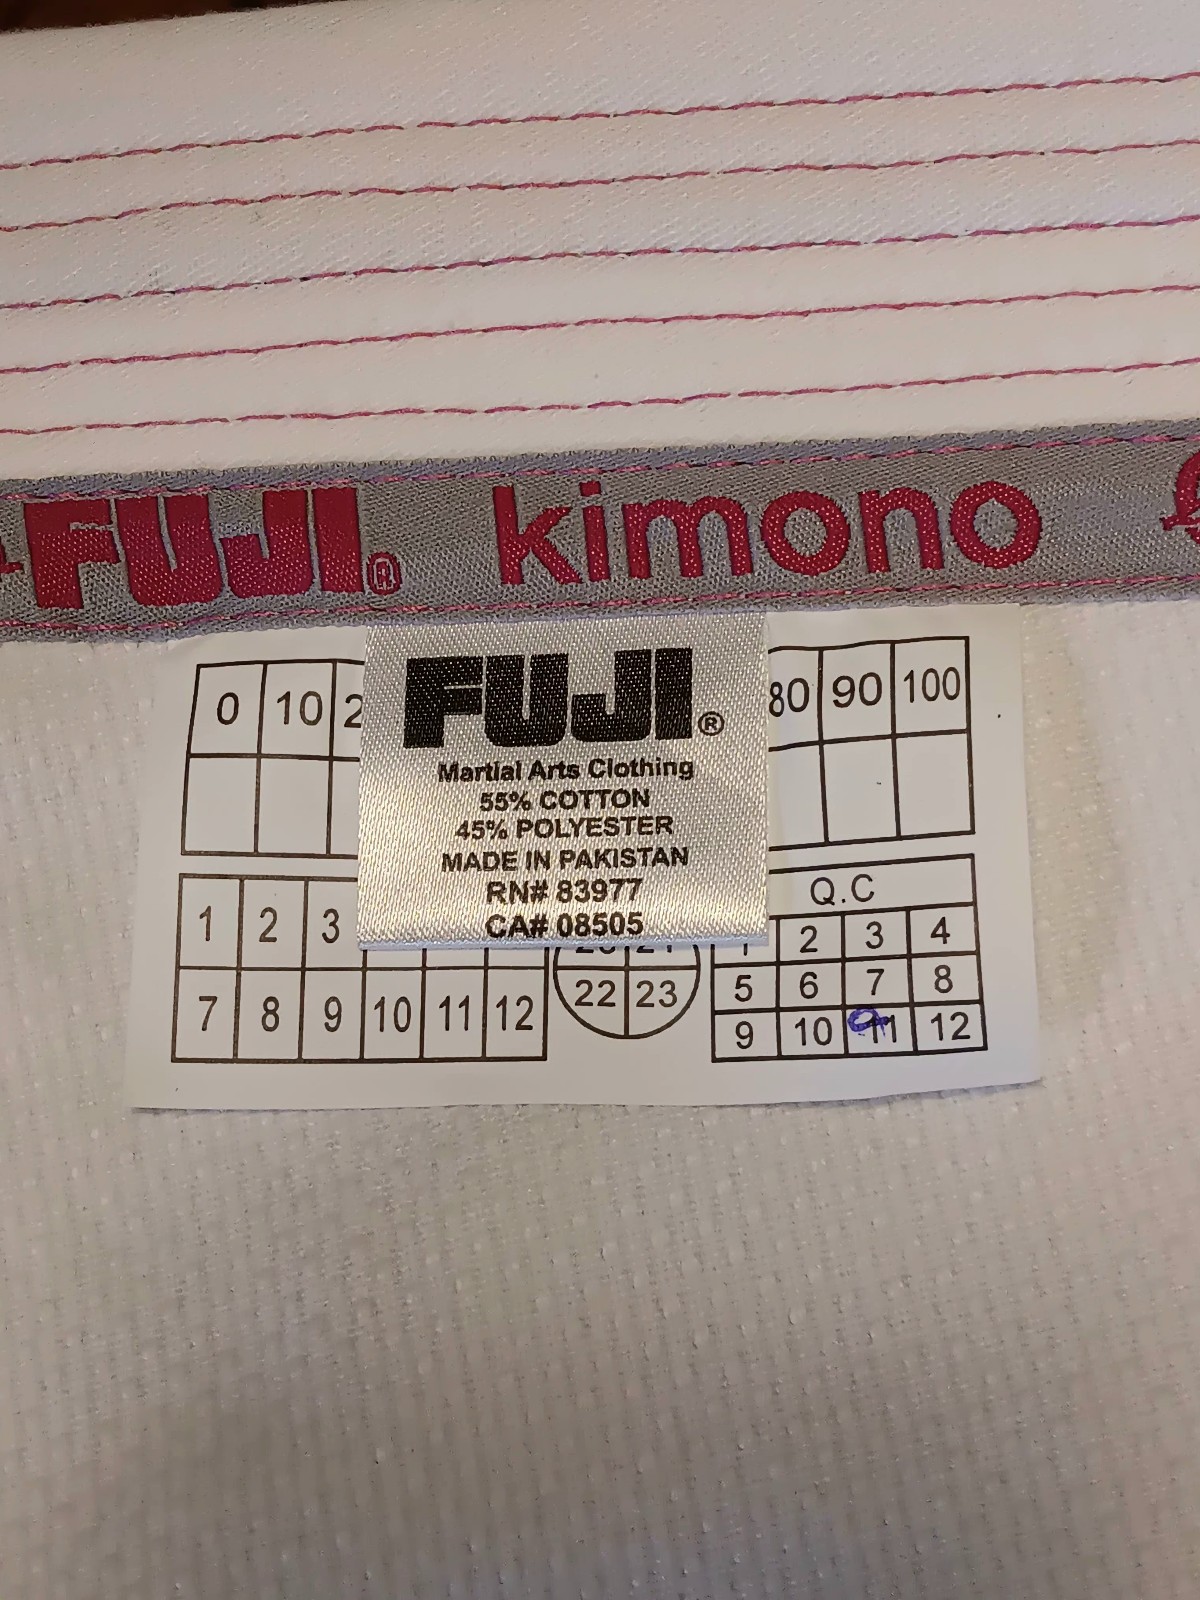 FUJI® kimono
0 10 2
80 90 100
FUJI®
Martial Arts Clothing
55% COTTON
45% POLYESTER
MADE IN PAKISTAN
RN# 83977
CA# 08505
1 2 3
7 8 9 10 11 12
22 23
Q.C
1 2 3 4
5 6 7 8
9 10 11 12